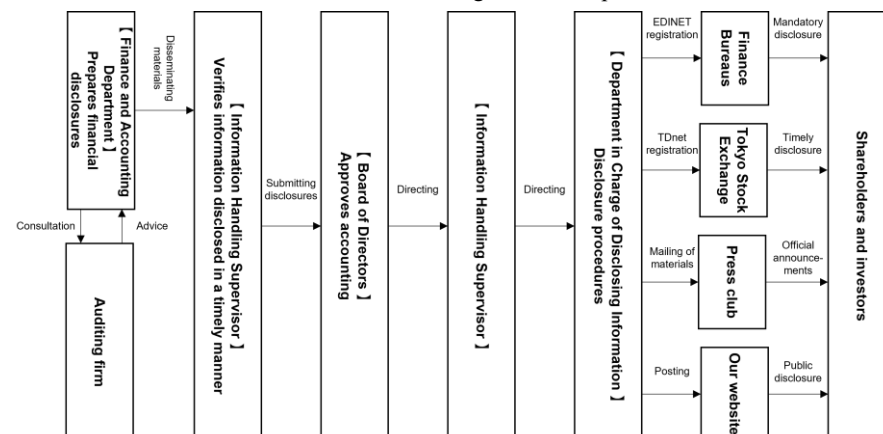 Disseminating
materials
【 Finance and Accounting
Department 】
Prepares financial
disclosures
Consultation
Advice
Auditing firm
【 Information Handling Supervisor 】
Verifies information disclosed in a timely manner
Submitting
disclosures
【 Board of Directors 】
Approves accounting
Directing
【 Information Handling Supervisor 】
Directing
【 Department in Charge of Disclosing Information 】
Disclosure procedures
EDINET
registration
Finance
Bureaus
Mandatory
disclosure
TDnet
registration
Tokyo Stock
Exchange
Timely
disclosure
Mailing of
materials
Press club
Official
announce-
ments
Posting
Our website
Public
disclosure
Shareholders and investors